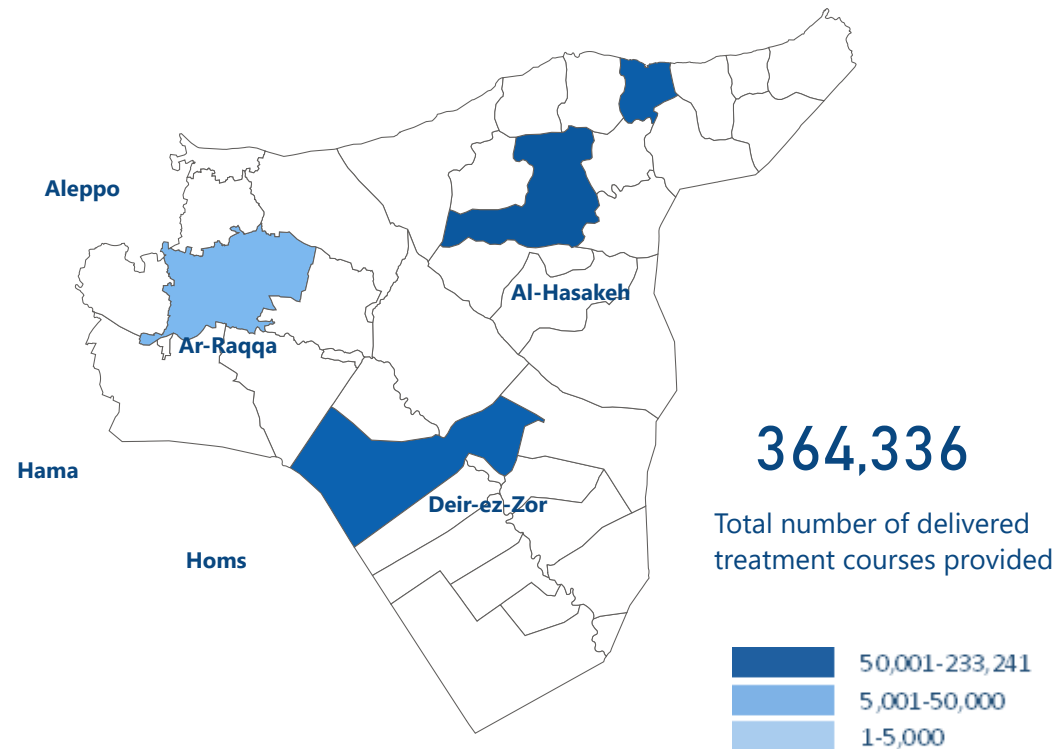 Aleppo
Al-Hasakeh
Ar-Raqqa
364,336
Hama
Deir-ez-Zor
Total number of delivered
treatment courses provided
Homs
50,001-233,241
5,001-50,000
1-5,000